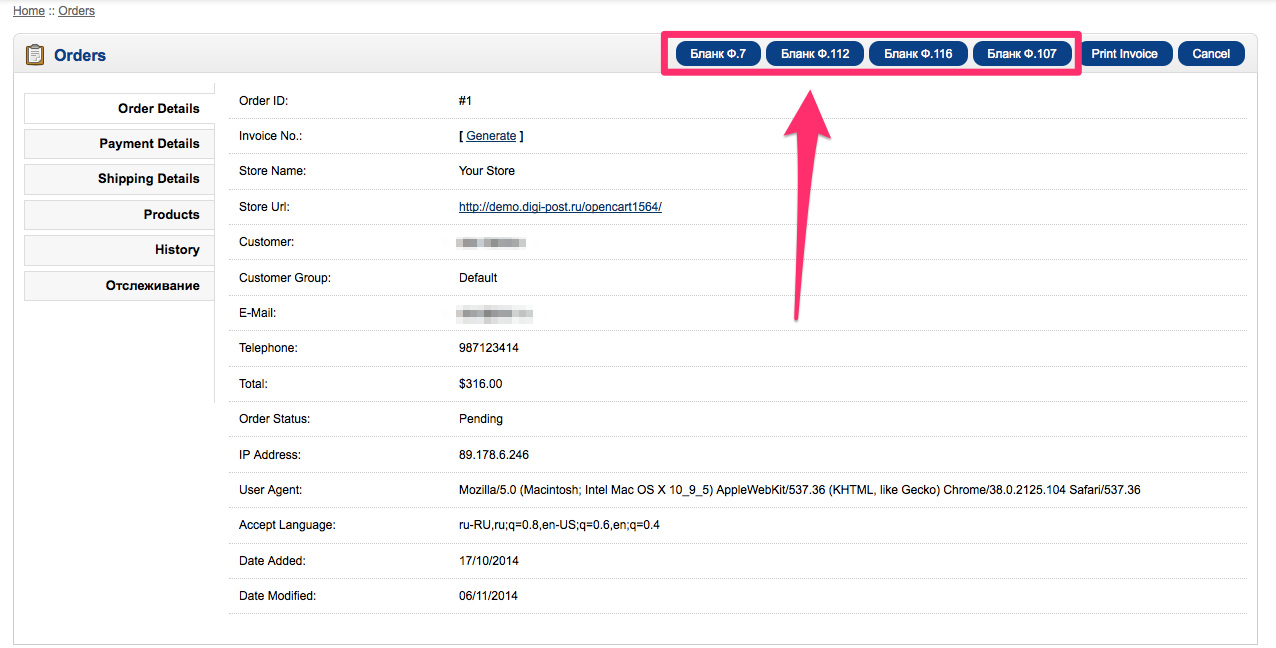 Home :: Orders
Orders
Бланк Ф.7 Бланк Ф.112 Бланк Ф.116 Бланк Ф.107 Print Invoice Cancel
Order Details
Payment Details
Shipping Details
Products
History
Отслеживание
Order ID: #1
Invoice No.: [ Generate ]
Store Name: Your Store
Store Url: http://demo.digi-post.ru/opencart1564/
Customer:
Customer Group: Default
E-Mail:
Telephone: 987123414
Total: $316.00
Order Status: Pending
IP Address: 89.178.6.246
User Agent: Mozilla/5.0 (Macintosh; Intel Mac OS X 10_9_5) AppleWebKit/537.36 (KHTML, like Gecko) Chrome/38.0.2125.104 Safari/537.36
Accept Language: ru-RU,ru;q=0.8,en-US;q=0.6,en;q=0.4
Date Added: 17/10/2014
Date Modified: 06/11/2014